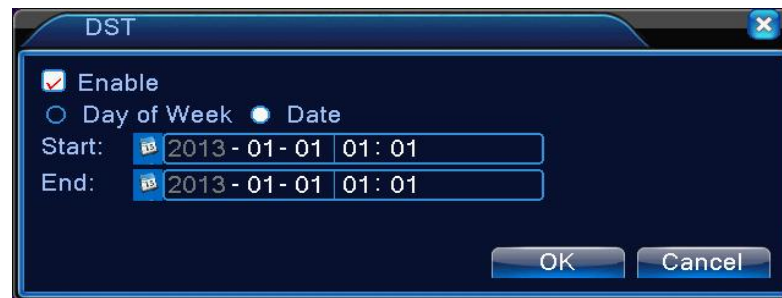 DST
Enable
Day of Week Date
Start: 2013-01-01 01:01
End: 2013-01-01 01:01
OK Cancel